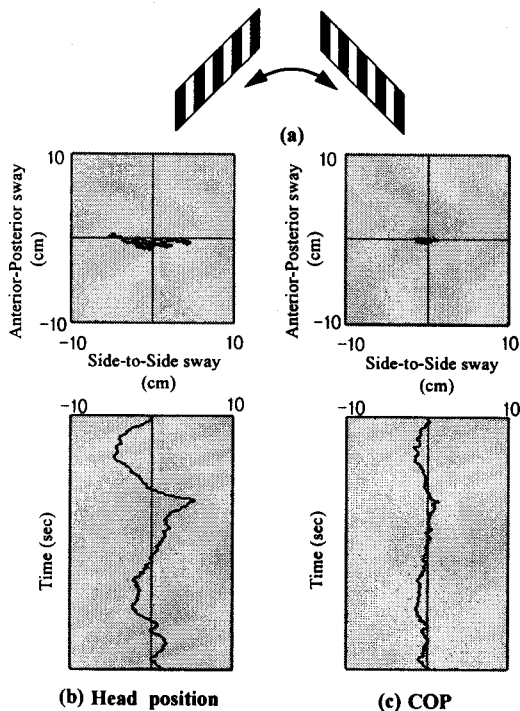 (a)
10
10
Anterior-Posterior sway
(cm)
Anterior-Posterior sway
(cm)
-10
-10
-10
10
-10
10
Side-to-Side sway
(cm)
Side-to-Side sway
(cm)
-10
10
-10
10
Time (sec)
Time (sec)
(b) Head position
(c) COP